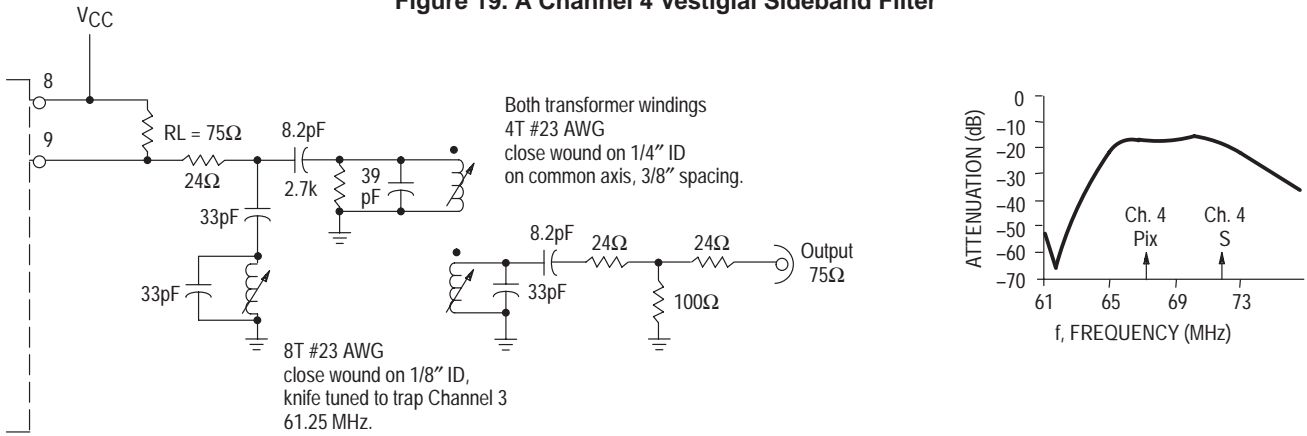 Figure 19. A Channel 4 Vestigial Sideband Filter
VCC
8
9
RL = 75Ω
24Ω
8.2pF
2.7k
39
pF
33pF
33pF
Both transformer windings
4T #23 AWG
close wound on 1/4″ ID
on common axis, 3/8″ spacing.
8T #23 AWG
close wound on 1/8″ ID,
knife tuned to trap Channel 3
61.25 MHz.
8.2pF
33pF
24Ω
24Ω
100Ω
Output
75Ω
ATTENUATION (dB)
0
–10
–20
–30
–40
–50
–60
–70
Ch. 4
Pix
Ch. 4
S
61
65
69
73
f, FREQUENCY (MHz)